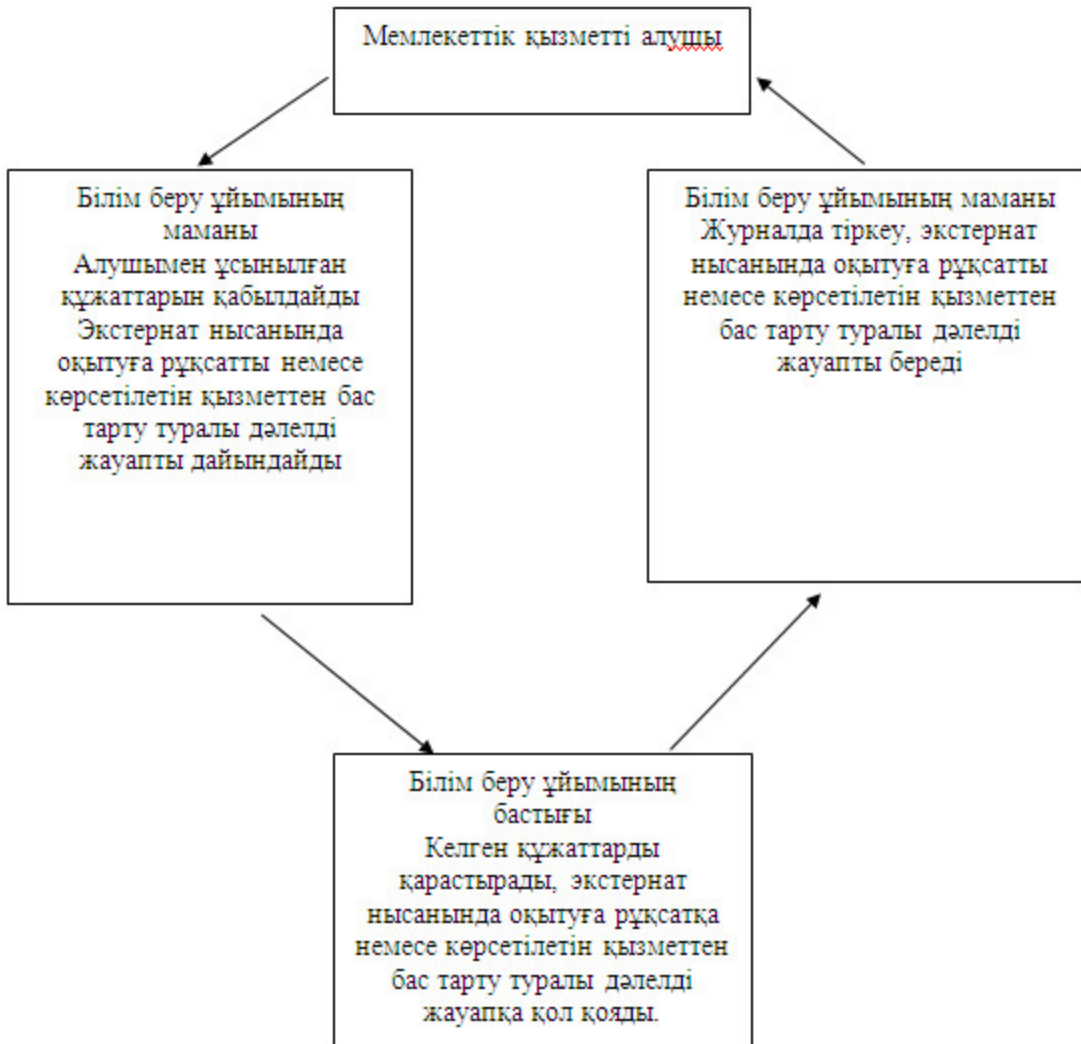 Мемлекеттік қызметті алушы
Білім беру ұйымының
маманы
Алушымен ұсынылған
құжаттарын қабылдайды
Экстернат нысанында
оқытуға рұқсатты немесе
көрсетілетін қызметтен бас
тарту туралы дәлелді
жауапты дайындайды
Білім беру ұйымының маманы
Журналда тіркеу, экстернат
нысанында оқытуға рұқсатты
немесе көрсетілетін қызметтен
бас тарту туралы дәлелді
жауапты береді
Білім беру ұйымының
бастығы
Келген құжаттарды
қарастырады, экстернат
нысанында оқытуға рұқсатқа
немесе көрсетілетін қызметтен
бас тарту туралы дәлелді
жауапқа қол қояды.